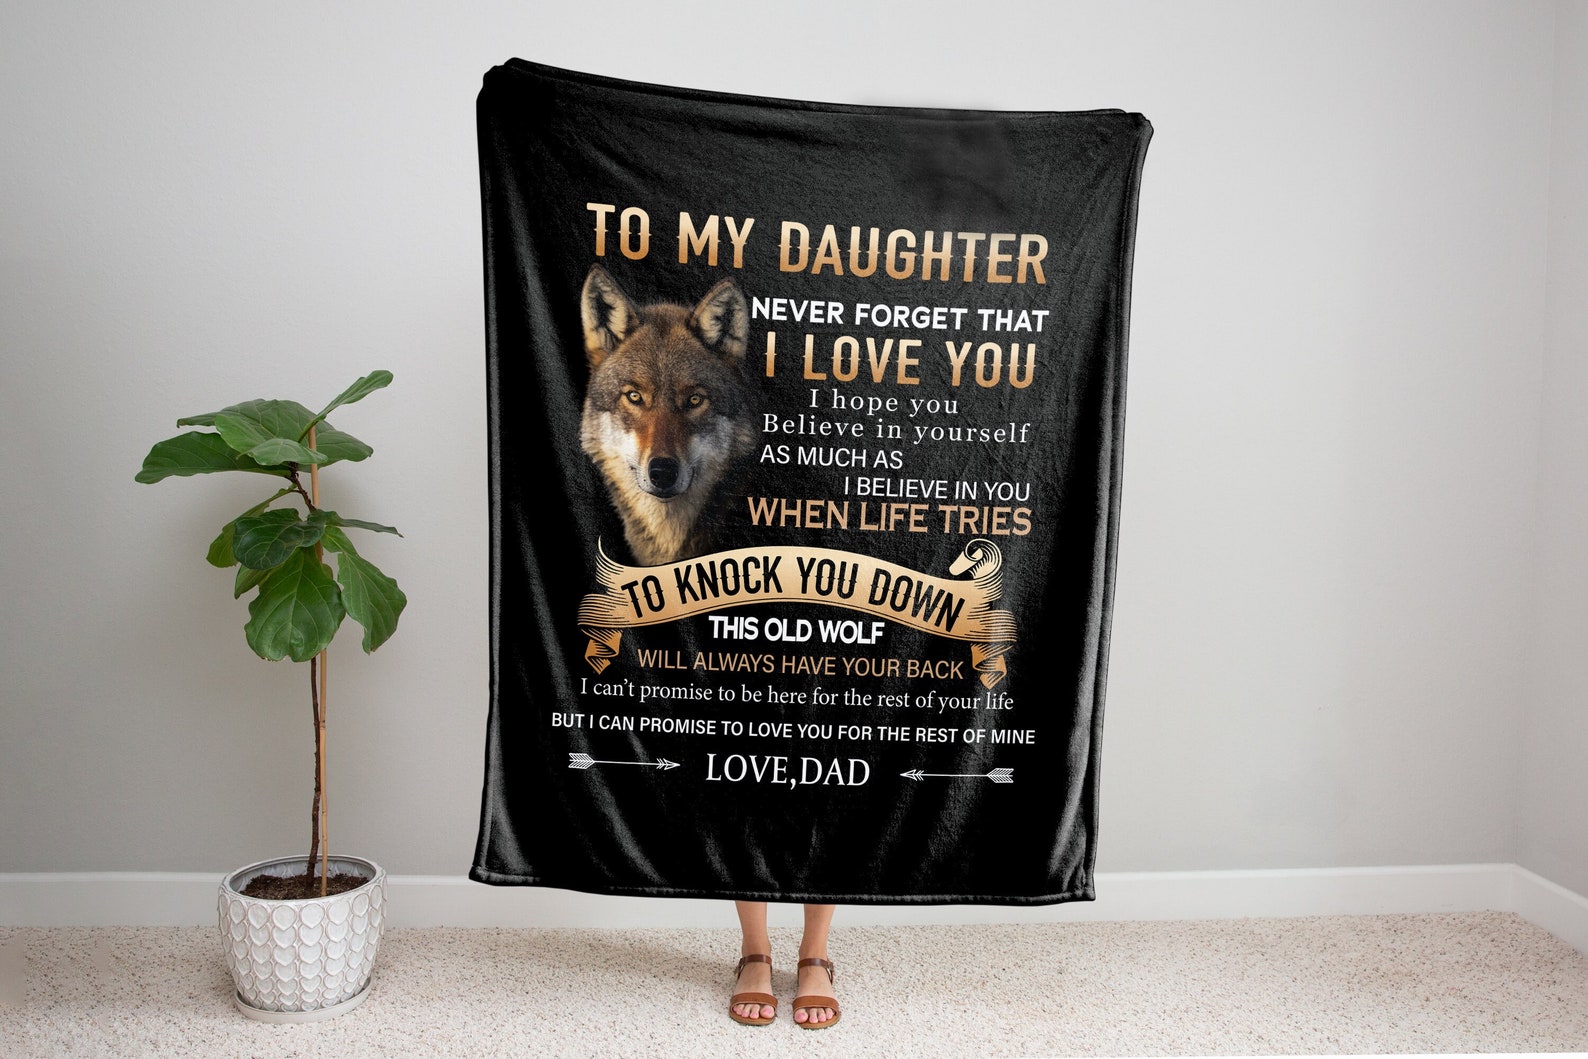 TO MY DAUGHTER
NEVER FORGET THAT
I LOVE YOU
I hope you
Believe in yourself
AS MUCH AS
I BELIEVE IN YOU
WHEN LIFE TRIES
TO KNOCK YOU DOWN
THIS OLD WOLF
WILL ALWAYS HAVE YOUR BACK
I can't promise to be here for the rest of your life
BUT I CAN PROMISE TO LOVE YOU FOR THE REST OF MINE
LOVE,DAD